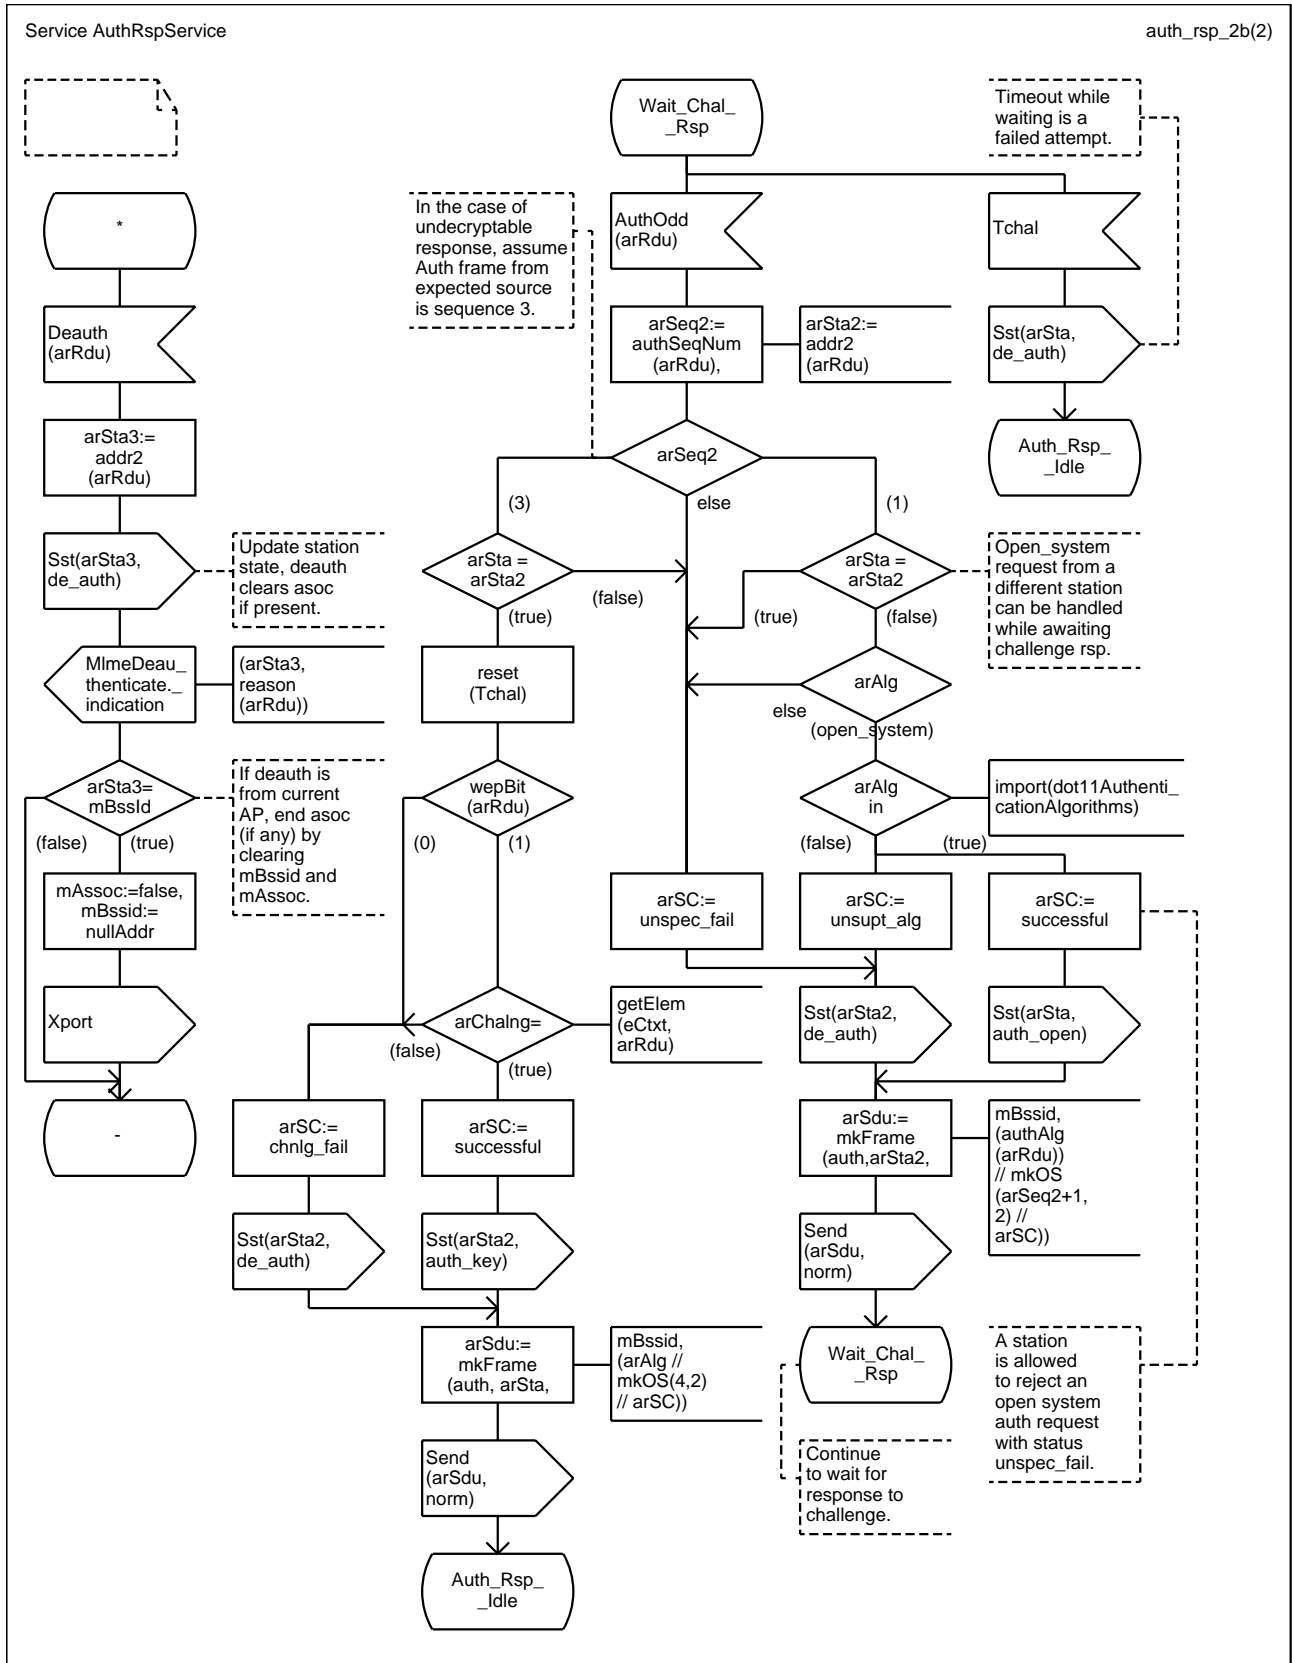 Service AuthRspService
auth_rsp_2b(2)
Wait_Chal_
_Rsp
Timeout while
waiting is a
failed attempt.
*
In the case of
undecryptable
response, assume
Auth frame from
expected source
is sequence 3.
AuthOdd
(arRdu)
Tchal
Deauth
(arRdu)
arSeq2:=
authSeqNum
(arRdu),
arSta2:=
addr2
(arRdu)
Sst(arSta,
de_auth)
arSta3:=
addr2
(arRdu)
arSeq2
Auth_Rsp_
_Idle
(3)
else
(1)
Sst(arSta3,
de_auth)
Update station
state, deauth
clears asoc
if present.
arSta =
arSta2
(false)
(true)
arSta =
arSta2
(true)
(false)
Open_system
request from a
different station
can be handled
while awaiting
challenge rsp.
MlmeDeau_
thenticate._
indication
(arSta3,
reason
(arRdu))
reset
(Tchal)
arAlg
else
(open_system)
arSta3=
mBssId
(false)
(true)
If deauth is
from current
AP, end asoc
(if any) by
clearing
mBssid and
mAssoc.
wepBit
(arRdu)
(0)
(1)
arAlg
in
(false)
(true)
import(dot11Authenti_
cationAlgorithms)
mAssoc:=false,
mBssid:=
nullAddr
arSC:=
unspec_fail
arSC:=
unsupt_alg
arSC:=
successful
Xport
arChalng=
(false)
(true)
getElem
(eCtxt,
arRdu)
Sst(arSta2,
de_auth)
Sst(arSta,
auth_open)
-
arSC:=
chnlg_fail
arSC:=
successful
arSdu:=
mkFrame
(auth,arSta2,
mBssid,
(authAlg
(arRdu))
// mkOS
(arSeq2+1,
2) //
arSC))
Sst(arSta2,
de_auth)
Sst(arSta2,
auth_key)
Send
(arSdu,
norm)
arSdu:=
mkFrame
(auth, arSta,
mBssid,
(arAlg //
mkOS(4,2)
// arSC))
Wait_Chal_
_Rsp
A station
is allowed
to reject an
open system
auth request
with status
unspec_fail.
Send
(arSdu,
norm)
Continue
to wait for
response to
challenge.
Auth_Rsp_
_Idle